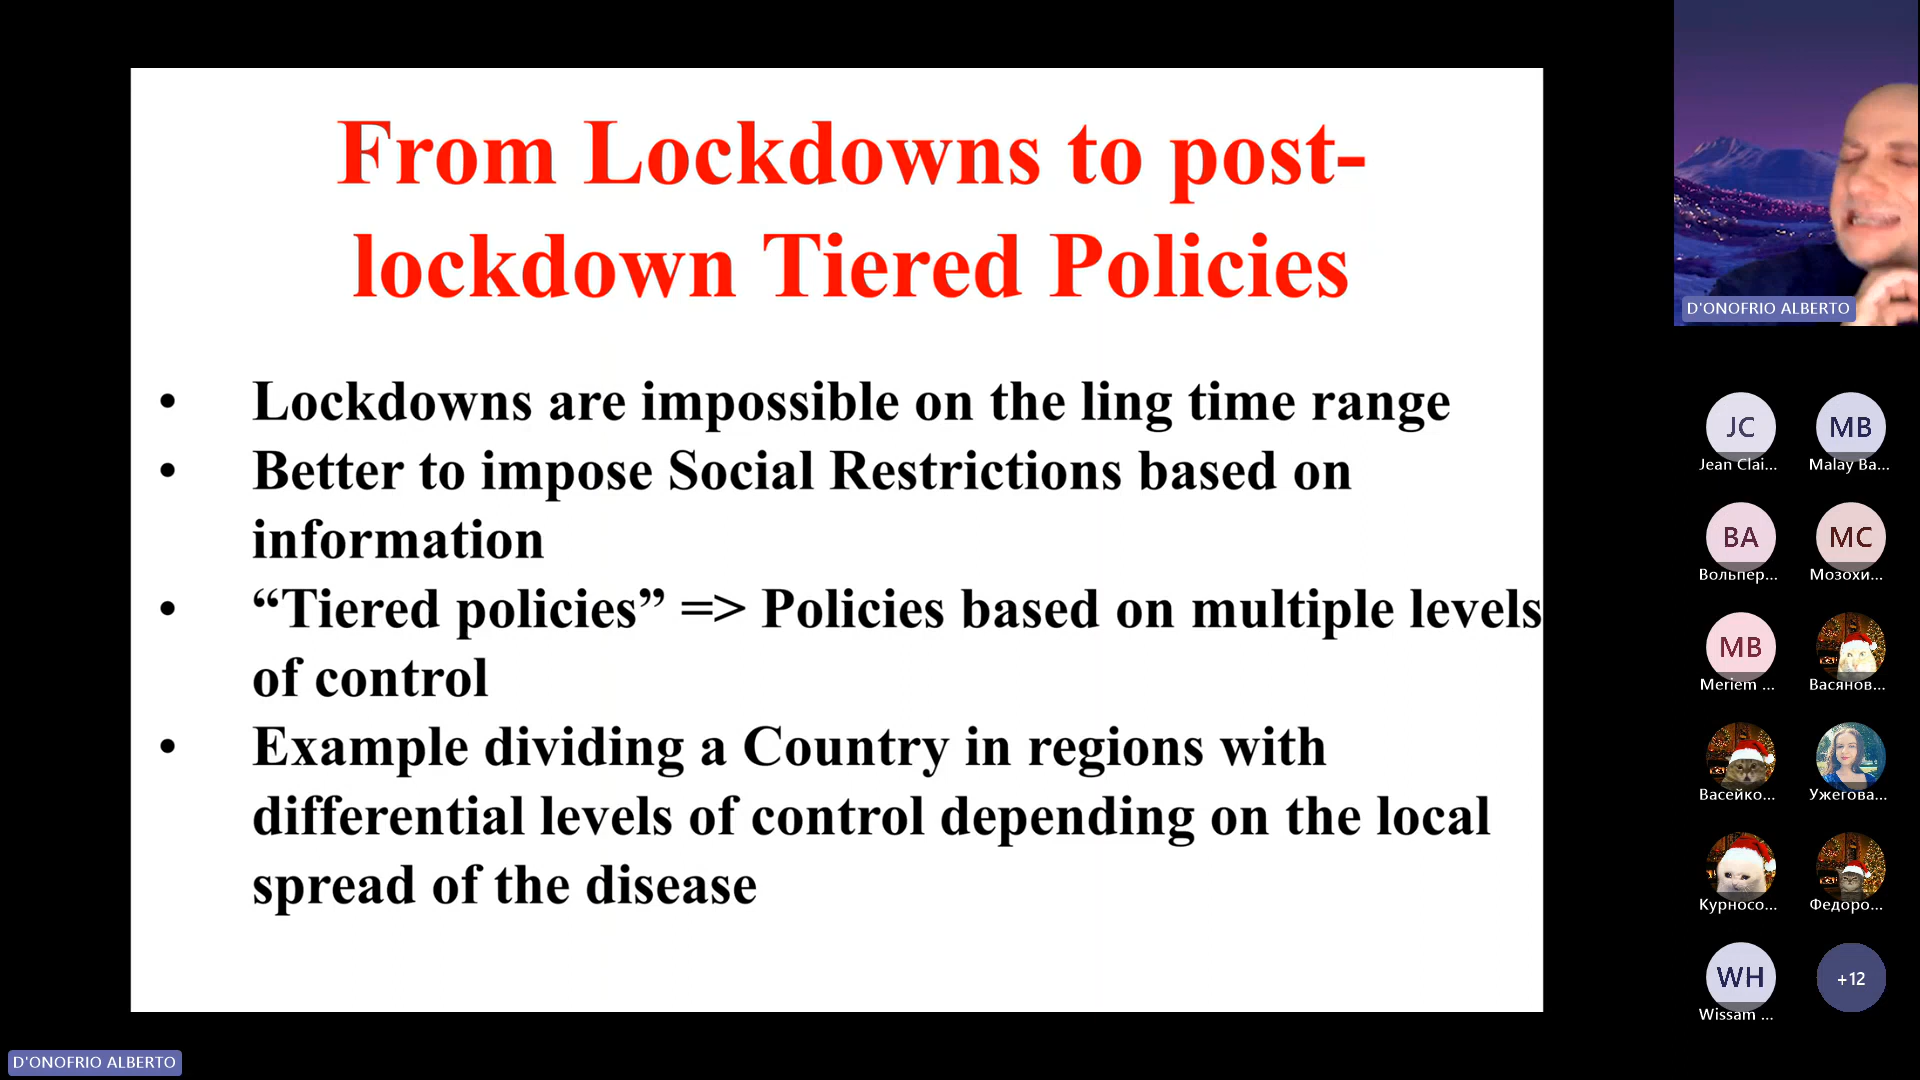 From Lockdowns to post-
lockdown Tiered Policies
• Lockdowns are impossible on the ling time range
• Better to impose Social Restrictions based on
information
• “Tiered policies” => Policies based on multiple levels
of control
• Example dividing a Country in regions with
differential levels of control depending on the local
spread of the disease
D'ONOFRIO ALBERTO
JC
Jean Clai...
MB
Malay Ba...
ВА
Вольпер...
МС
Мозохи...
MB
Meriem ...
Васянов...
Васейко...
Ужегова...
Курносо...
Федоро...
WH
Wissam ...
+12
D'ONOFRIO ALBERTO